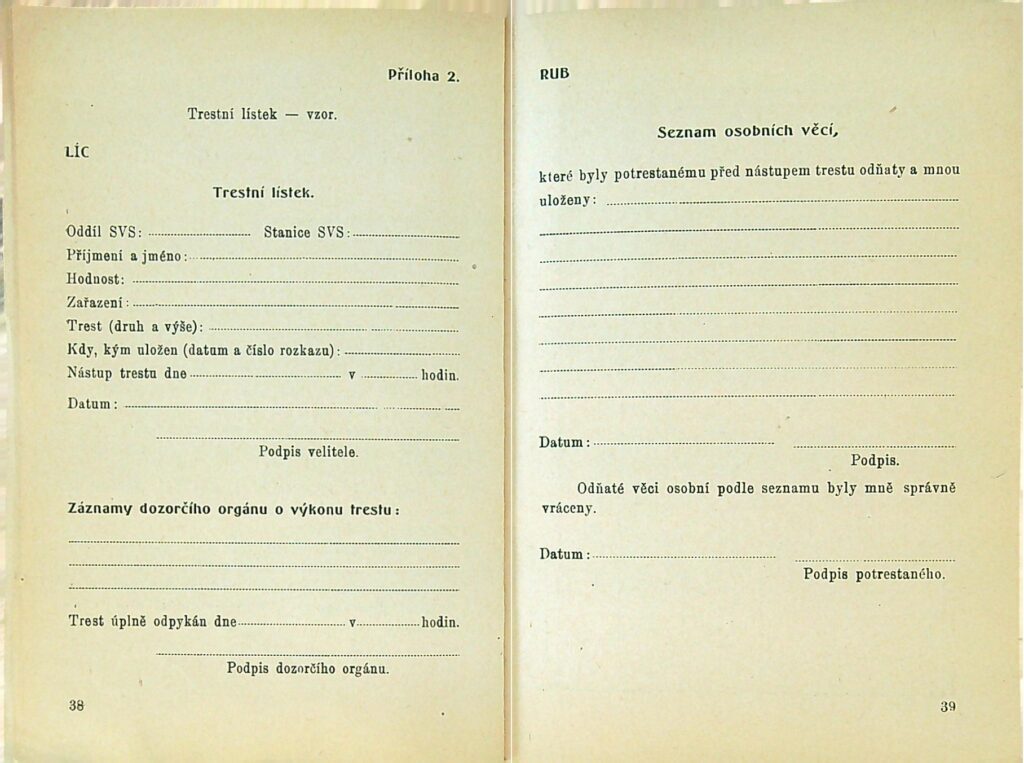 Příloha 2.
Trestní lístek — vzor.
LÍC
Trestní lístek.
Oddíl SVS: Stanice SVS:
Příjmení a jméno:
Hodnost:
Zařazení:
Trest (druh a výše):
Kdy, kým uložen (datum a číslo rozkazu):
Nástup trestu dne v hodin.
Datum:
Podpis velitele.
Záznamy dozorčího orgánu o výkonu trestu:
Trest úplně odpykán dne v hodin.
Podpis dozorčího orgánu.
38
RUB
Seznam osobních věcí,
které byly potrestanému před nástupem trestu odňaty a mnou
uloženy:
Datum:
Podpis.
Odňaté věci osobní podle seznamu byly mně správně
vráceny.
Datum:
Podpis potrestaného.
39